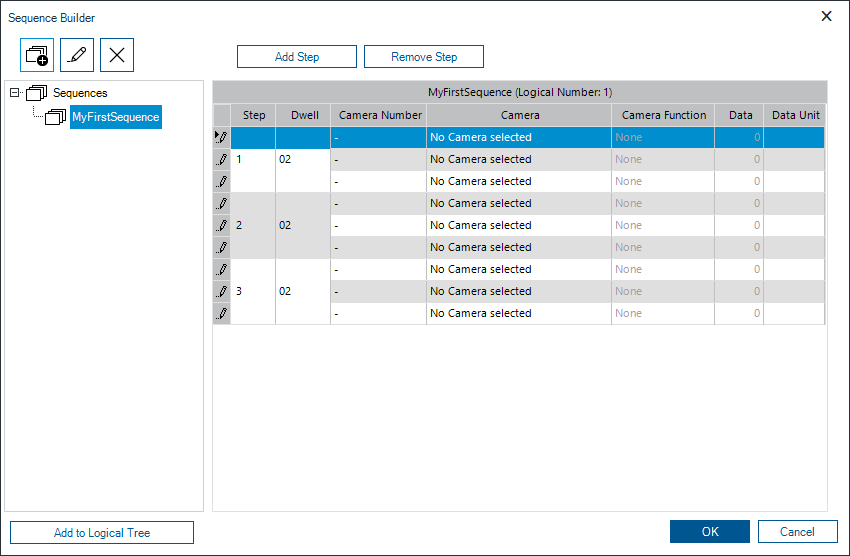 Sequence Builder
Add Step Remove Step
Sequences
MyFirstSequence
MyFirstSequence (Logical Number: 1)
Step Dwell Camera Number Camera Camera Function Data Data Unit
- No Camera selected None 0
1 02 - No Camera selected None 0
- No Camera selected None 0
- No Camera selected None 0
2 02 - No Camera selected None 0
- No Camera selected None 0
- No Camera selected None 0
3 02 - No Camera selected None 0
- No Camera selected None 0
Add to Logical Tree OK Cancel